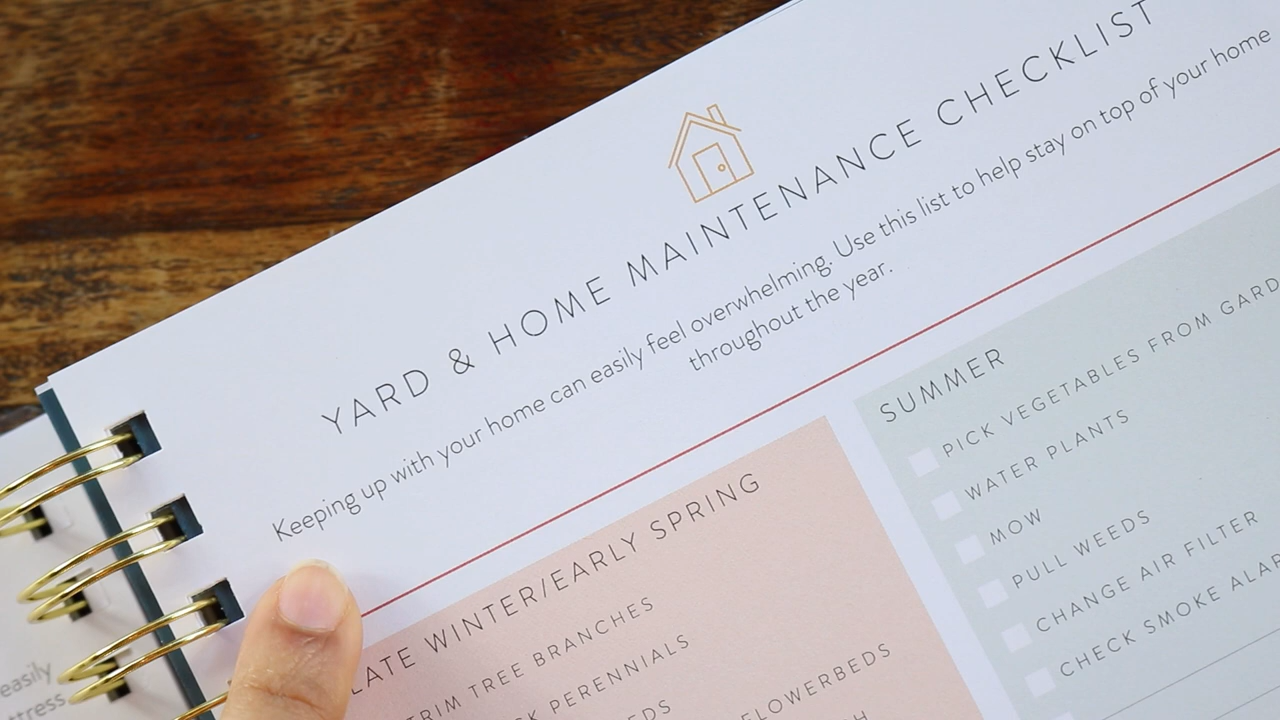 YARD & HOME MAINTENANCE CHECKLIST
Keeping up with your home can easily feel overwhelming. Use this list to help stay on top of your home
throughout the year.
LATE WINTER/EARLY SPRING
TRIM TREE BRANCHES
PERENNIALS
FLOWERBEDS
SUMMER
PICK VEGETABLES FROM
WATER PLANTS
MOW
PULL WEEDS
CHANGE AIR FILTER
CHECK SMOKE
easily